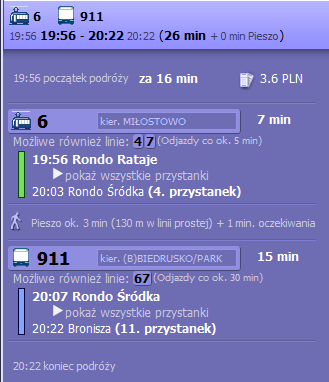 6 911
19:56 19:56 - 20:22 20:22 (26 min + 0 min Pieszo)
19:56 początek podróży za 16 min 3.6 PLN
6 kier. MIŁOSTOWO 7 min
Możliwe również linie: 4 7 (Odjazdy co ok. 5 min)
19:56 Rondo Rataje
pokaż wszystkie przystanki
20:03 Rondo Śródka (4. przystanek)
Pieszo ok. 3 min (130 m w linii prostej) + 1 min. oczekiwania
911 kier. (B)BIEDRUSKO/PARK 15 min
Możliwe również linie: 67 (Odjazdy co ok. 30 min)
20:07 Rondo Śródka
pokaż wszystkie przystanki
20:22 Bronisza (11. przystanek)
20:22 koniec podróży